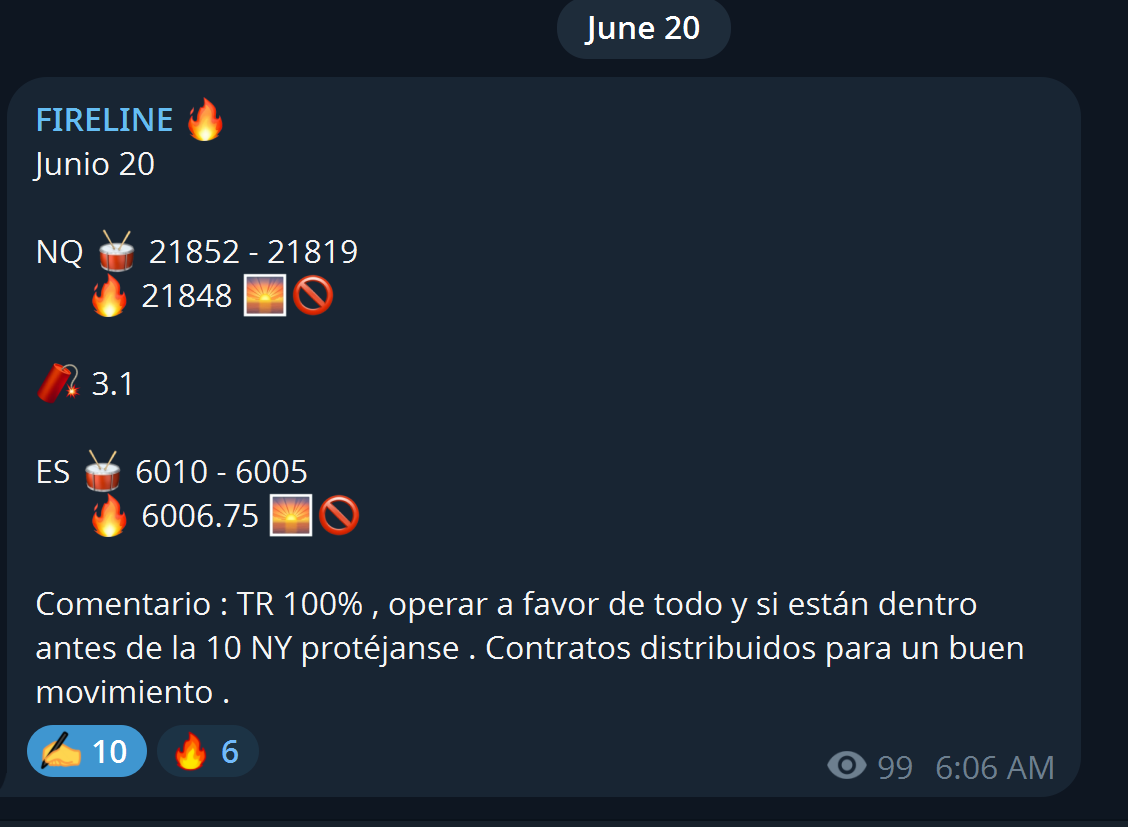 June 20
FIRELINE 🔥
Junio 20
NQ 🥁 21852 - 21819
🔥 21848 🌅🚫
🧨 3.1
ES 🥁 6010 - 6005
🔥 6006.75 🌅🚫
Comentario : TR 100% , operar a favor de todo y si están dentro
antes de la 10 NY protéjanse . Contratos distribuidos para un buen
movimiento .
✍️ 10 🔥 6
99 6:06 AM